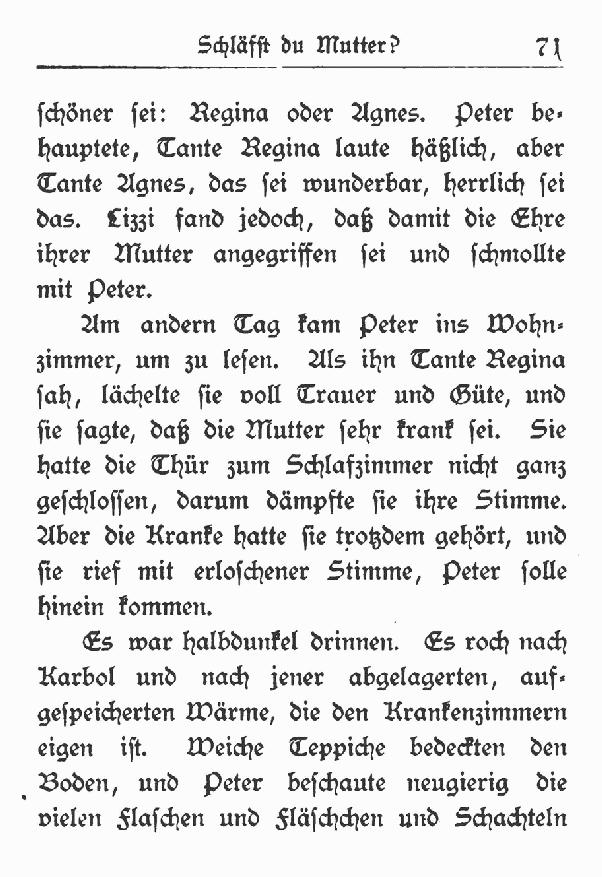 Schläfst du Mutter? 71
schöner sei: Regina oder Agnes. Peter be-
hauptete, Tante Regina laute häßlich, aber
Tante Agnes, das sei wunderbar, herrlich sei
das. Lizzi fand jedoch, daß damit die Ehre
ihrer Mutter angegriffen sei und schmollte
mit Peter.
Am andern Tag kam Peter ins Wohn-
zimmer, um zu lesen. Als ihn Tante Regina
sah, lächelte sie voll Trauer und Güte, und
sie sagte, daß die Mutter sehr krank sei. Sie
hatte die Thür zum Schlafzimmer nicht ganz
geschlossen, darum dämpfte sie ihre Stimme.
Aber die Kranke hatte sie trotzdem gehört, und
sie rief mit erloschener Stimme, Peter solle
hinein kommen.
Es war halbdunkel drinnen. Es roch nach
Karbol und nach jener abgelagerten, auf-
gespeicherten Wärme, die den Krankenzimmern
eigen ist. Weiche Teppiche bedeckten den
Boden, und Peter beschaute neugierig die
vielen Flaschen und Fläschchen und Schachteln